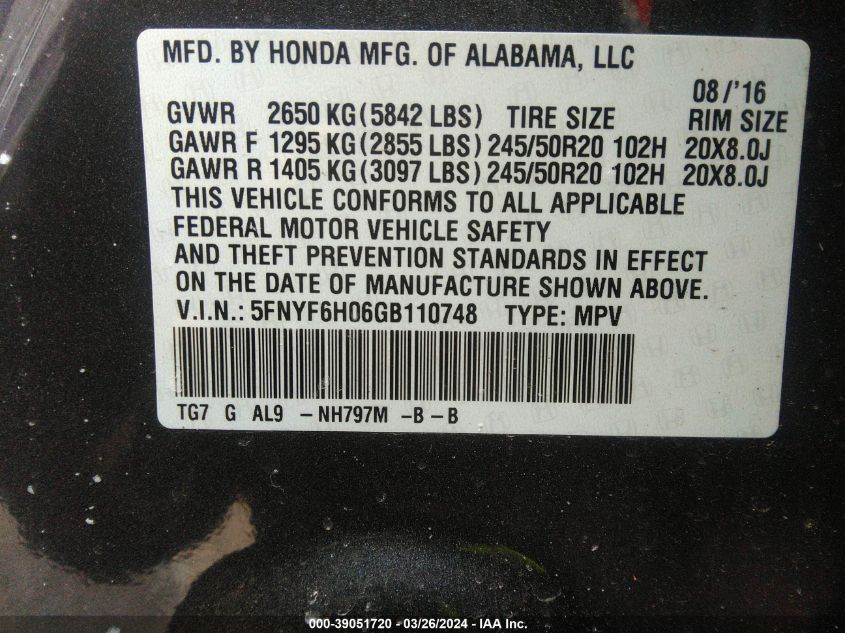 MFD. BY HONDA MFG. OF ALABAMA, LLC
08/'16
GVWR 2650 KG(5842 LBS) TIRE SIZE RIM SIZE
GAWR F 1295 KG(2855 LBS) 245/50R20 102H 20X8.0J
GAWR R 1405 KG(3097 LBS) 245/50R20 102H 20X8.0J
THIS VEHICLE CONFORMS TO ALL APPLICABLE
FEDERAL MOTOR VEHICLE SAFETY
AND THEFT PREVENTION STANDARDS IN EFFECT
ON THE DATE OF MANUFACTURE SHOWN ABOVE.
V.I.N.: 5FNYF6H06GB110748 TYPE: MPV
TG7 G AL9 -NH797M -B-B
000-39051720 - 03/26/2024 - IAA Inc.